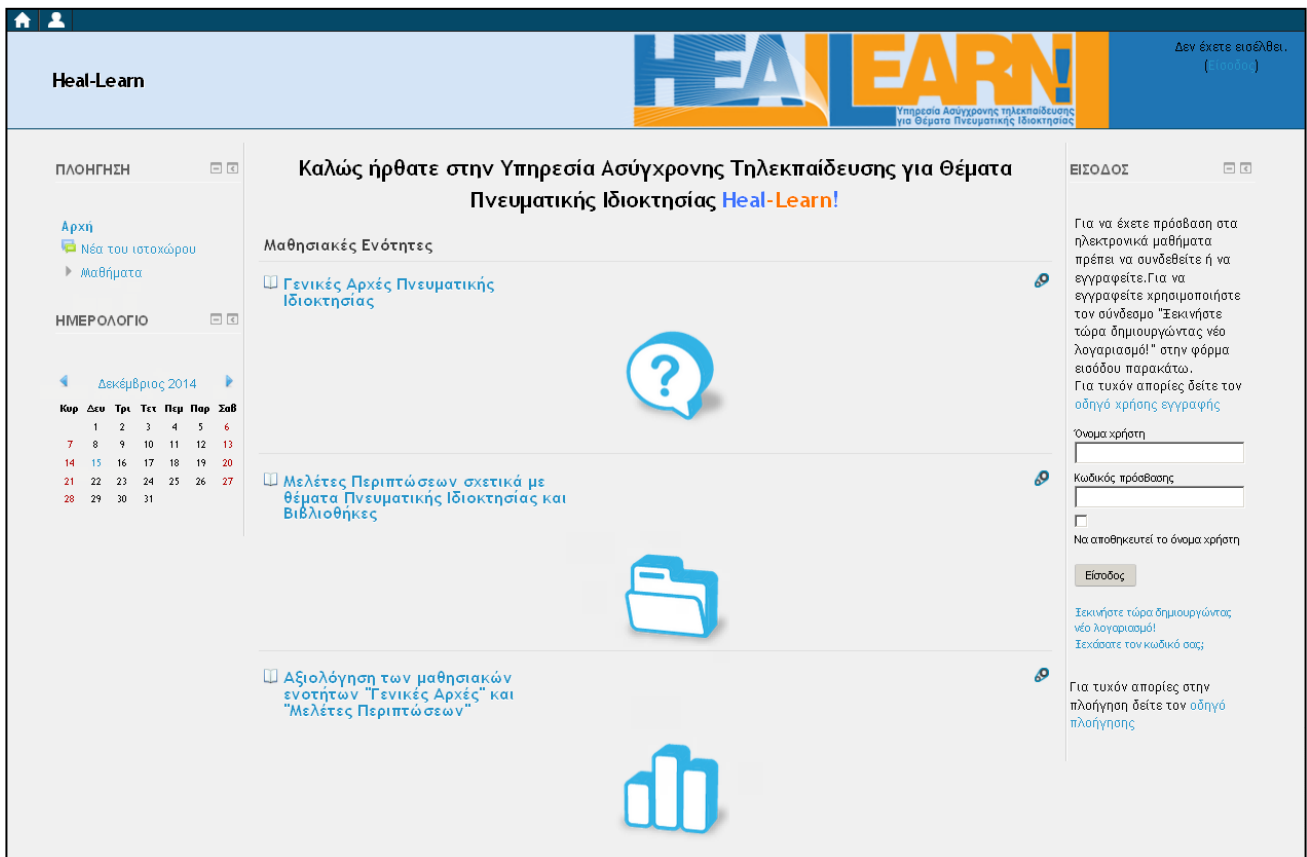 Heal-Learn
HEALLEARN!
Υπηρεσία Ασύγχρονης τηλεκπαίδευσης
για Θέματα Πνευματικής Ιδιοκτησίας
Δεν έχετε εισέλθει.
(Είσοδος)
ΠΛΟΗΓΗΣΗ
Αρχή
Νέα του ιστοχώρου
Μαθήματα
ΗΜΕΡΟΛΟΓΙΟ
Δεκέμβριος 2014
Κυρ Δευ Τρι Τετ Πεμ Παρ Σαβ
1 2 3 4 5 6
7 8 9 10 11 12 13
14 15 16 17 18 19 20
21 22 23 24 25 26 27
28 29 30 31
Καλώς ήρθατε στην Υπηρεσία Ασύγχρονης Τηλεκπαίδευσης για Θέματα
Πνευματικής Ιδιοκτησίας Heal-Learn!
Μαθησιακές Ενότητες
Γενικές Αρχές Πνευματικής
Ιδιοκτησίας
?
Μελέτες Περιπτώσεων σχετικά με
θέματα Πνευματικής Ιδιοκτησίας και
Βιβλιοθήκες
Αξιολόγηση των μαθησιακών
ενοτήτων "Γενικές Αρχές" και
"Μελέτες Περιπτώσεων"
ΕΙΣΟΔΟΣ
Για να έχετε πρόσβαση στα
ηλεκτρονικά μαθήματα
πρέπει να συνδεθείτε ή να
εγγραφείτε.Για να
εγγραφείτε χρησιμοποιήστε
τον σύνδεσμο "Ξεκινήστε
τώρα δημιουργώντας νέο
λογαριασμό!" στην φόρμα
εισόδου παρακάτω.
Για τυχόν απορίες δείτε τον
οδηγό χρήσης εγγραφής
Όνομα χρήστη
Κωδικός πρόσβασης
Να αποθηκευτεί το όνομα χρήστη
Είσοδος
Ξεκινήστε τώρα δημιουργώντας
νέο λογαριασμό!
Ξεχάσατε τον κωδικό σας;
Για τυχόν απορίες στην
πλοήγηση δείτε τον οδηγό
πλοήγησης